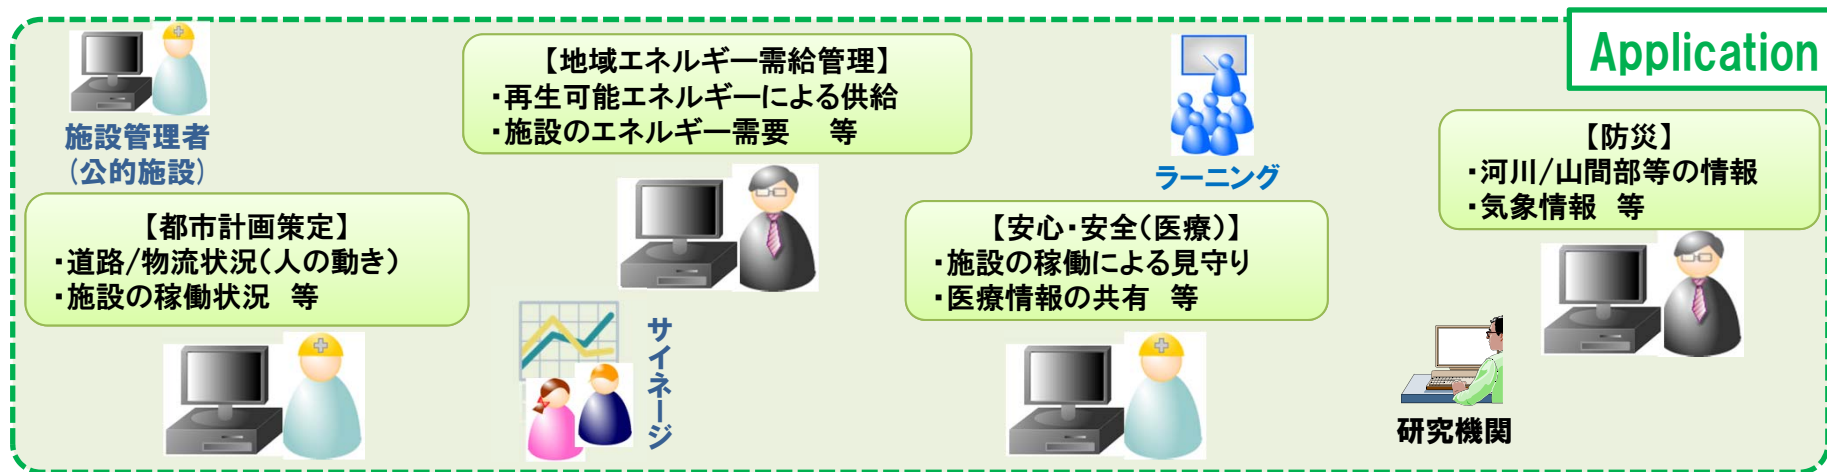 Application
施設管理者
(公的施設)
【都市計画策定】
・道路/物流状況(人の動き)
・施設の稼働状況　等
【地域エネルギー需給管理】
・再生可能エネルギーによる供給
・施設のエネルギー需要　等
サイネージ
ラーニング
【安心・安全(医療)】
・施設の稼働による見守り
・医療情報の共有　等
【防災】
・河川/山間部等の情報
・気象情報　等
研究機関